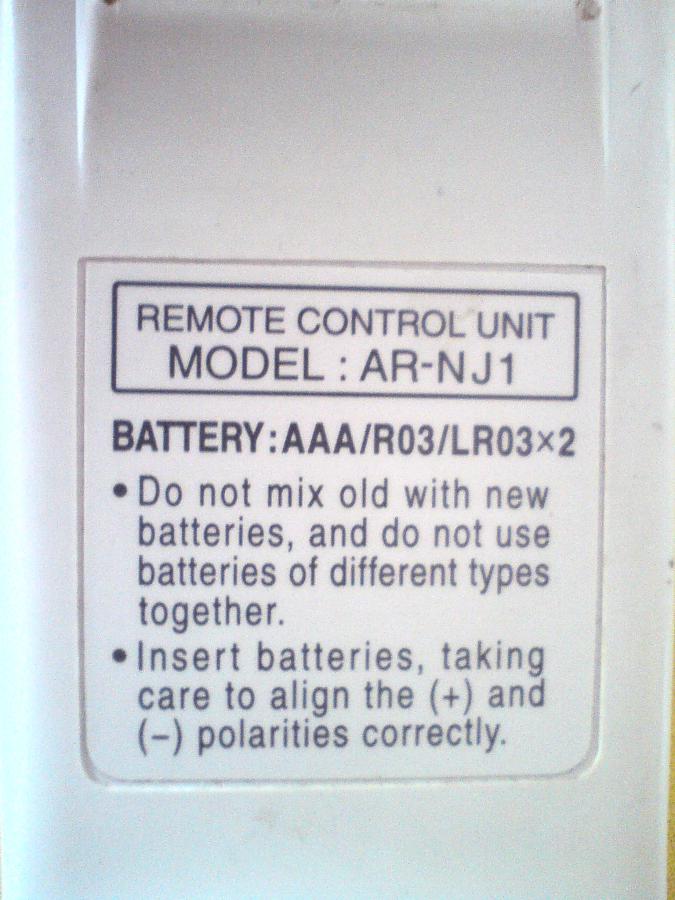 REMOTE CONTROL UNIT
MODEL : AR-NJ1
BATTERY:AAA/R03/LR03×2
•Do not mix old with new
batteries, and do not use
batteries of different types
together.
•Insert batteries, taking
care to align the (+) and
(−) polarities correctly.